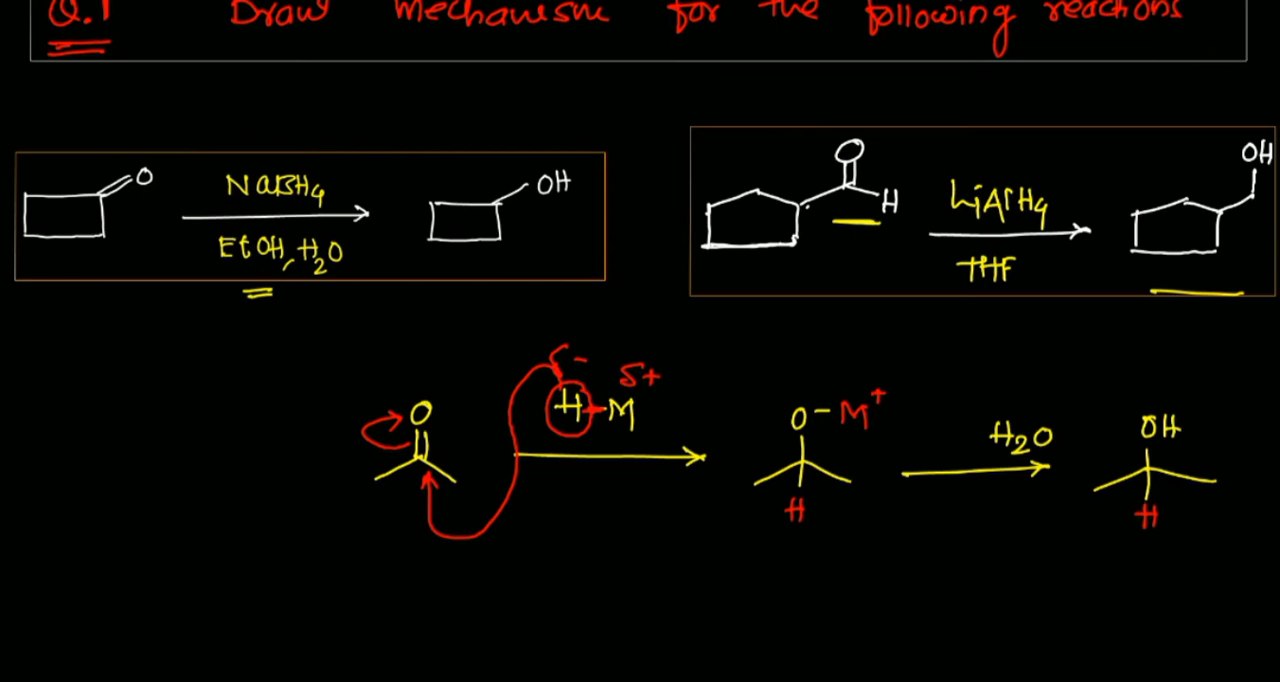 Q.1 Draw mechanism for the following reactions
O
NaBH4
EtOH, H2O
OH
O
H
LiAlH4
THF
OH
O
δ-
H-M
δ+
O-M+
H
H2O
OH
H